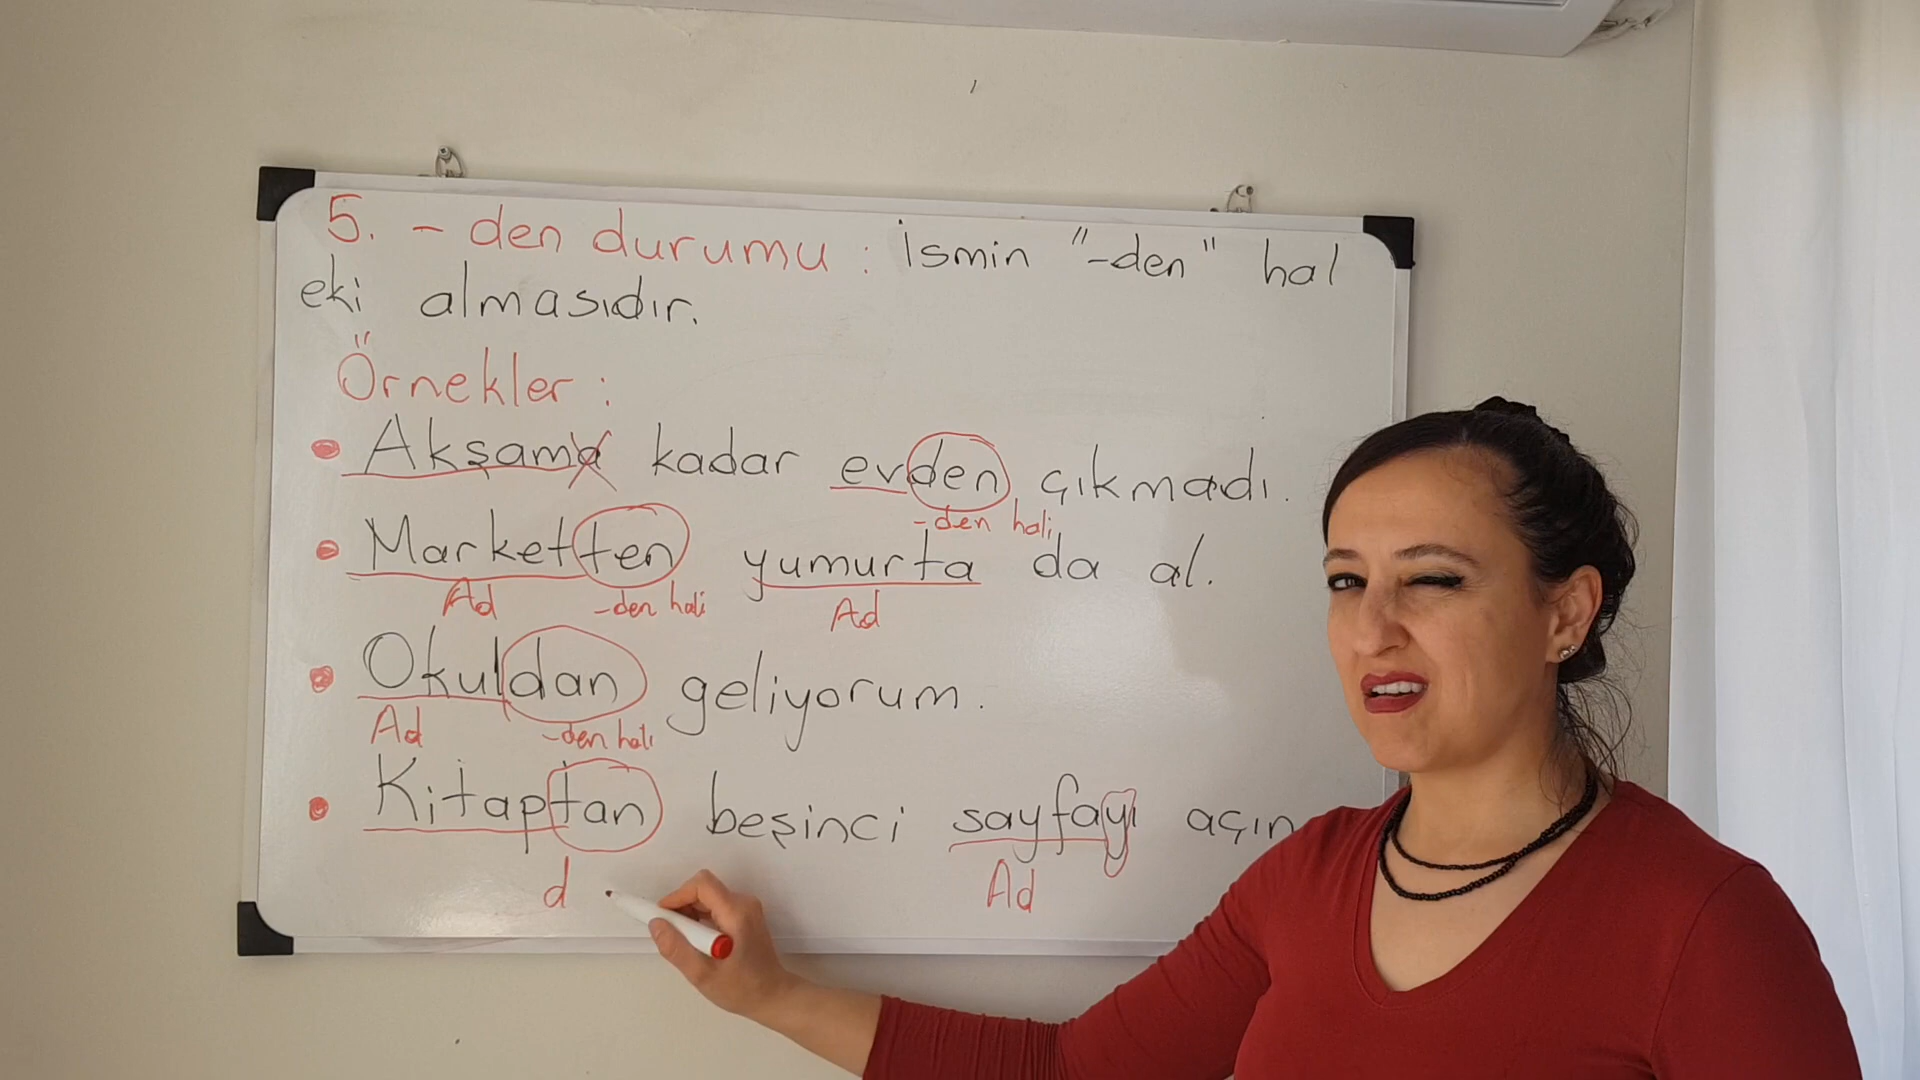 5. - den durumu : İsmin "-den" hal
eki almasıdır.
Örnekler :
• Akşama kadar evden çıkmadı.
-den hali
• Marketten yumurta da al.
Ad -den hali Ad
• Okuldan geliyorum.
Ad -den hali
• Kitaptan beşinci sayfayı açın
d Ad